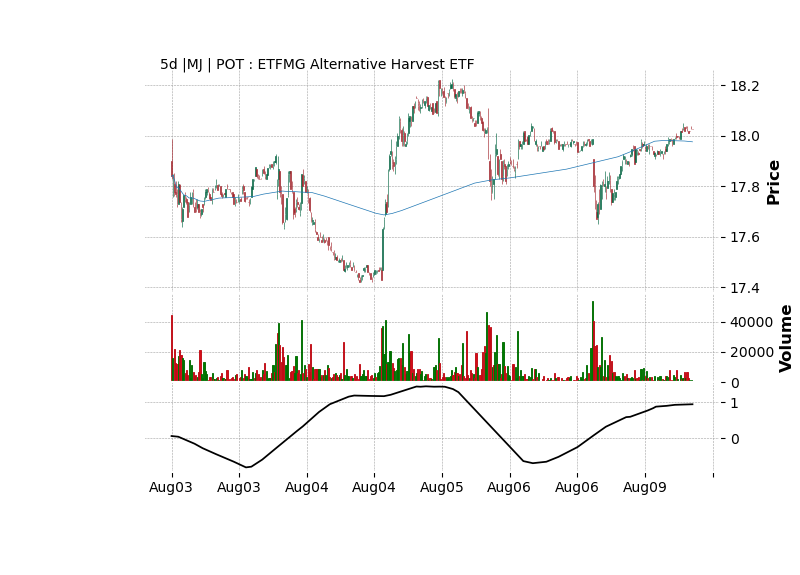 5d |MJ | POT : ETFMG Alternative Harvest ETF
18.2
18.0
17.8
17.6
17.4
Price
40000
20000
0
Volume
1
0
Aug03 Aug03 Aug04 Aug04 Aug05 Aug06 Aug06 Aug09